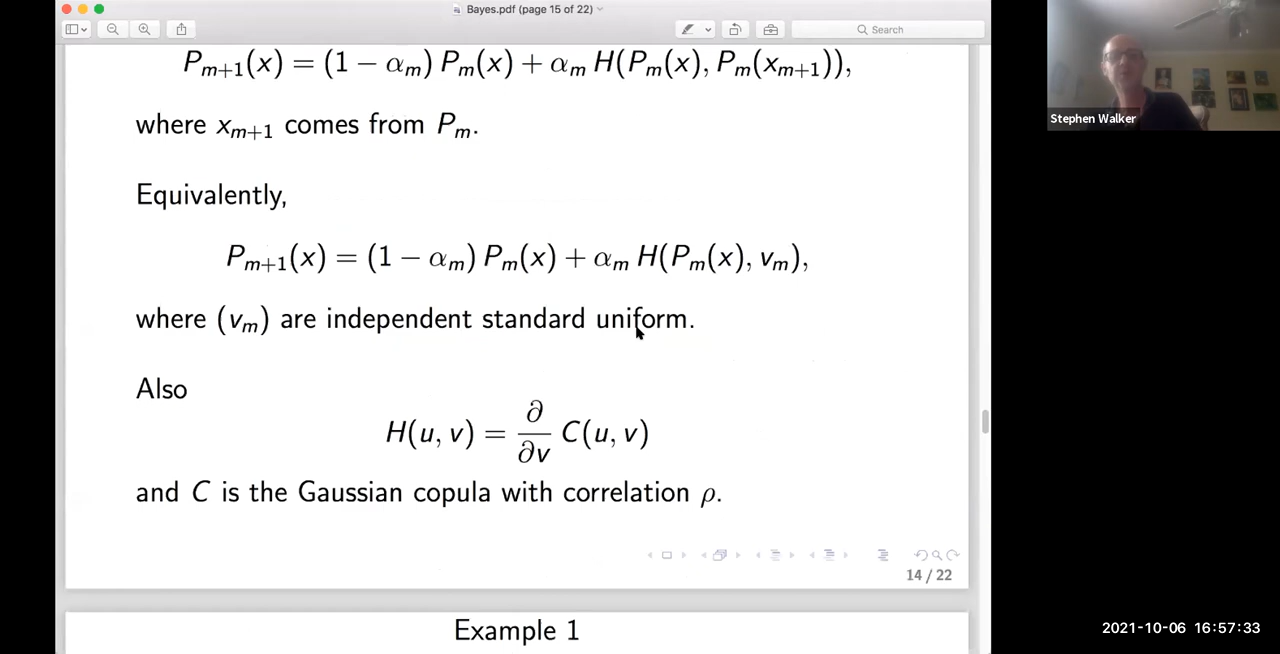 Bayes.pdf (page 15 of 22)
Search
P_{m+1}(x) = (1 − α_m) P_m(x) + α_m H(P_m(x), P_m(x_{m+1})),
where x_{m+1} comes from P_m.
Equivalently,
P_{m+1}(x) = (1 − α_m) P_m(x) + α_m H(P_m(x), v_m),
where (v_m) are independent standard uniform.
Also
H(u, v) = ∂/∂v C(u, v)
and C is the Gaussian copula with correlation ρ.
14 / 22
Example 1
Stephen Walker
2021-10-06 16:57:33